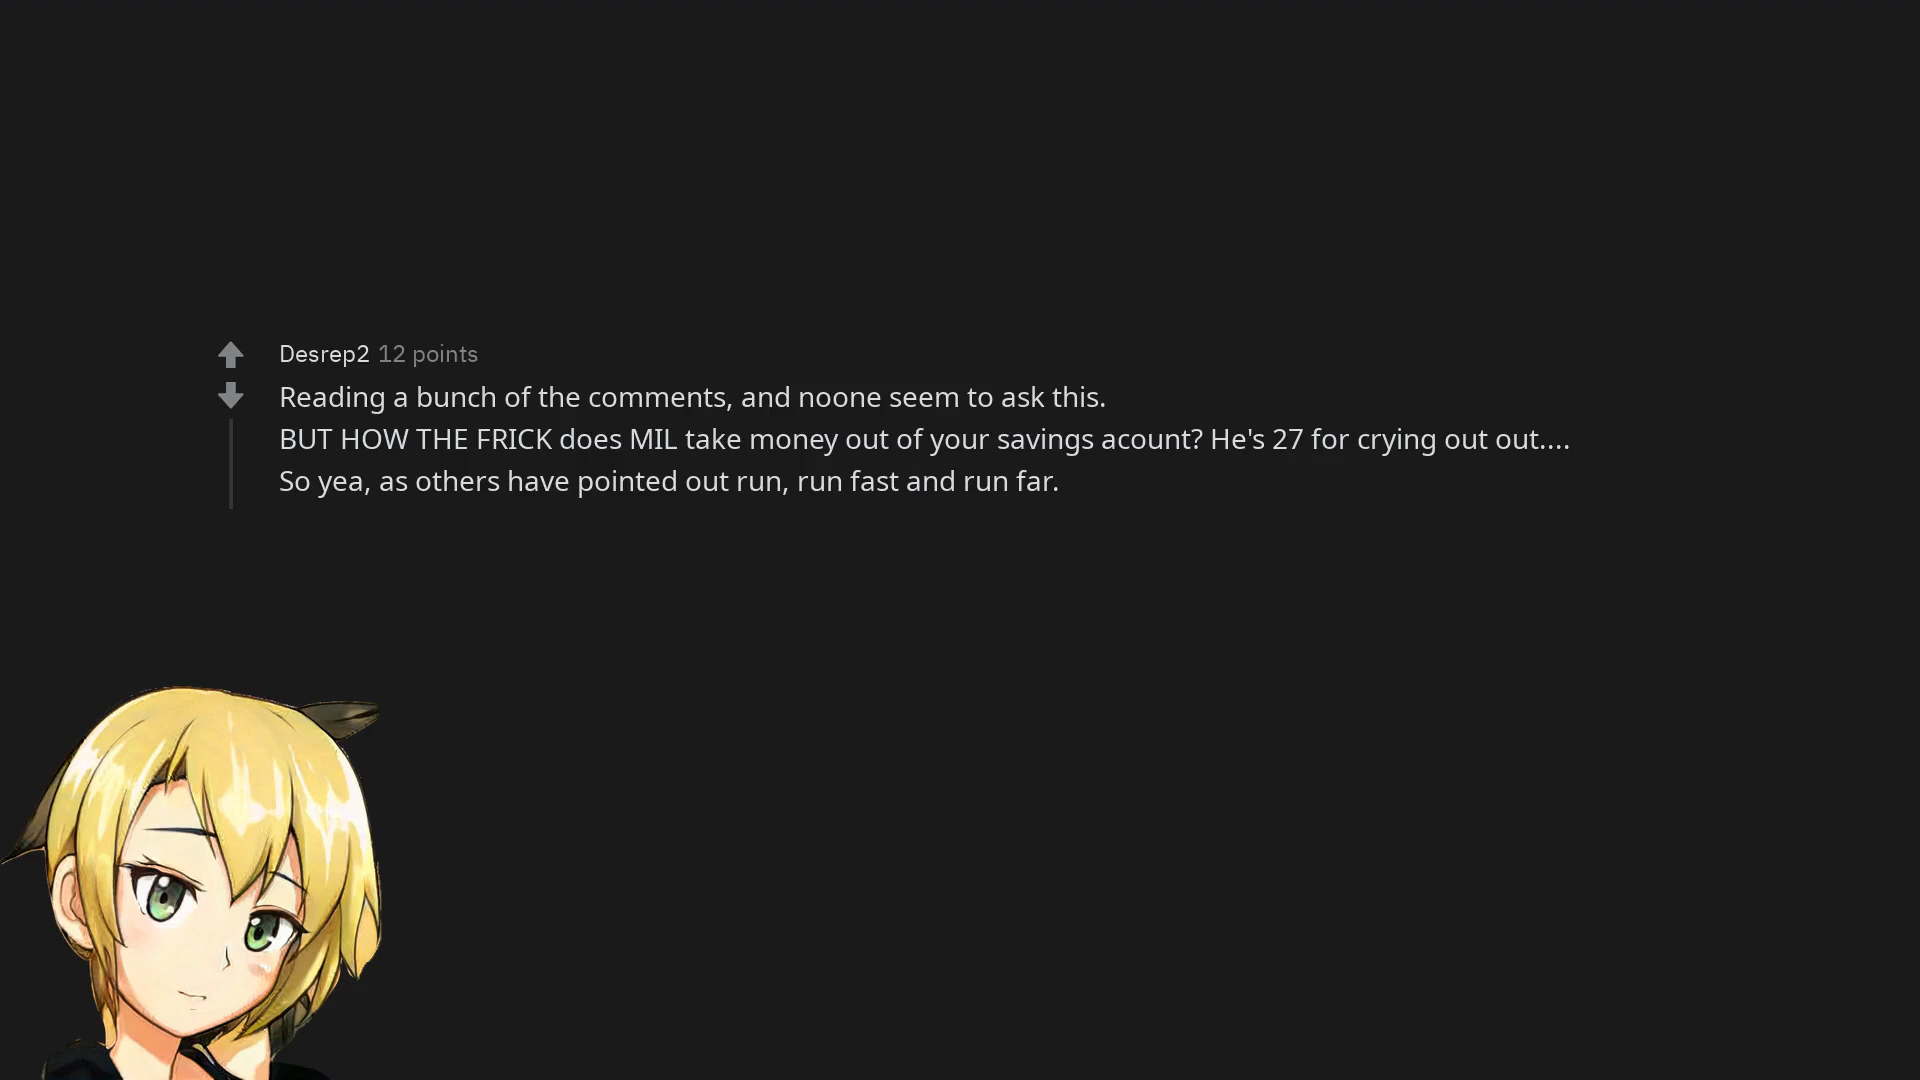 Desrep2 12 points
Reading a bunch of the comments, and noone seem to ask this.
BUT HOW THE FRICK does MIL take money out of your savings acount? He's 27 for crying out out....
So yea, as others have pointed out run, run fast and run far.